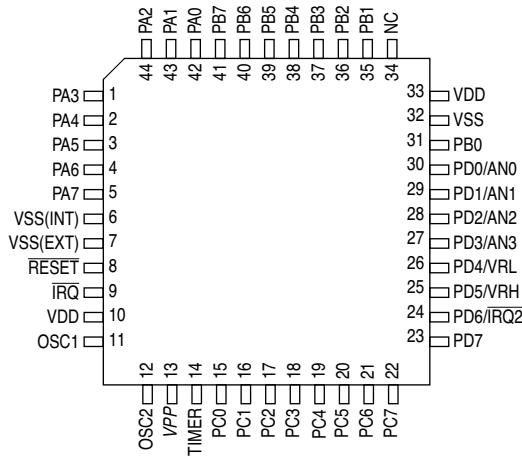 PA2 PA1 PA0 PB7 PB6 PB5 PB4 PB3 PB2 PB1 NC
44 43 42 41 40 39 38 37 36 35 34
PA3 1 33 VDD
PA4 2 32 VSS
PA5 3 31 PB0
PA6 4 30 PD0/AN0
PA7 5 29 PD1/AN1
VSS(INT) 6 28 PD2/AN2
VSS(EXT) 7 27 PD3/AN3
RESET 8 26 PD4/VRL
IRQ 9 25 PD5/VRH
VDD 10 24 PD6/IRQ2
OSC1 11 23 PD7
12 13 14 15 16 17 18 19 20 21 22
OSC2 VPP TIMER PC0 PC1 PC2 PC3 PC4 PC5 PC6 PC7